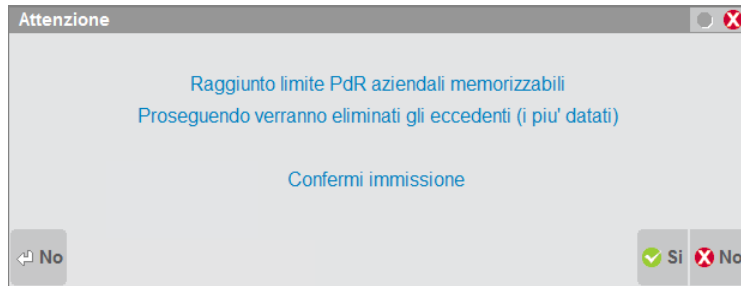 Attenzione
Raggiunto limite PdR aziendali memorizzabili
Proseguendo verranno eliminati gli eccedenti (i piu' datati)
Confermi immissione
No Si No